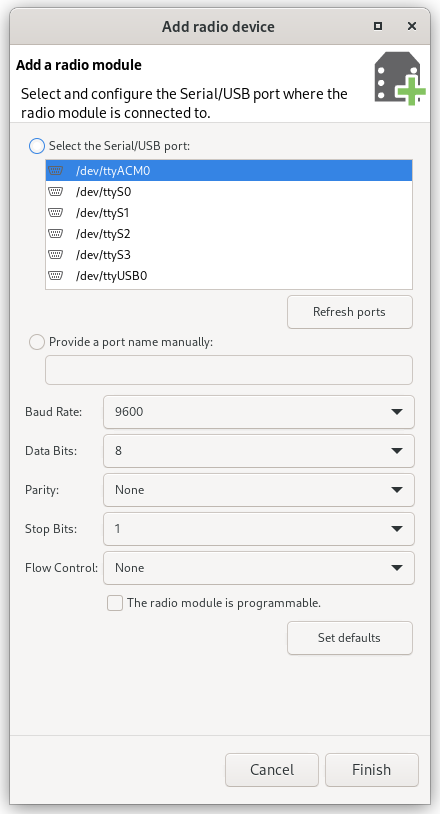 Add radio device
Add a radio module
Select and configure the Serial/USB port where the
radio module is connected to.
Select the Serial/USB port:
/dev/ttyACM0
/dev/ttyS0
/dev/ttyS1
/dev/ttyS2
/dev/ttyS3
/dev/ttyUSB0
Refresh ports
Provide a port name manually:
Baud Rate: 9600
Data Bits: 8
Parity: None
Stop Bits: 1
Flow Control: None
The radio module is programmable.
Set defaults
Cancel Finish